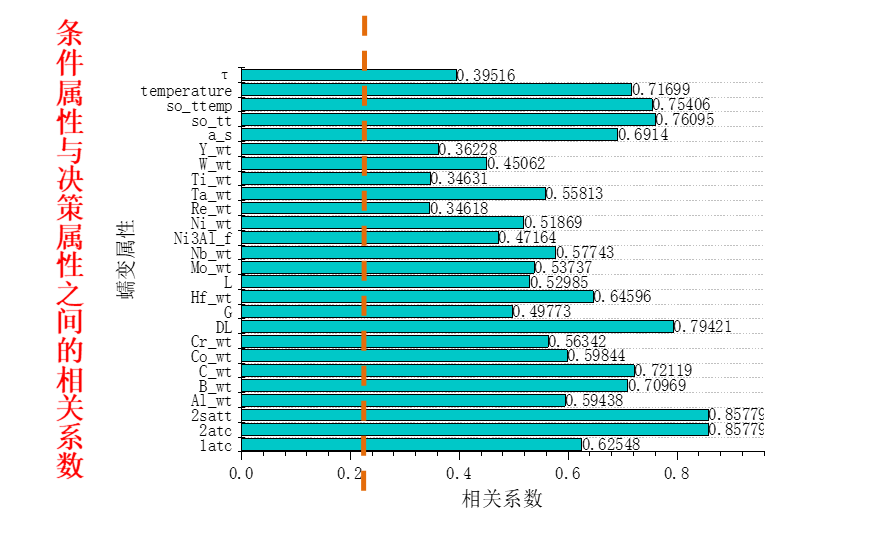 条件属性与决策属性之间的相关系数
蠕变属性
τ 0.39516
temperature 0.71699
so_ttemp 0.75406
so_tt 0.76095
a_s 0.6914
Y_wt 0.36228
W_wt 0.45062
Ti_wt 0.34631
Ta_wt 0.55813
Re_wt 0.34618
Ni_wt 0.51869
Ni3Al_f 0.47164
Nb_wt 0.57743
Mo_wt 0.53737
L 0.52985
Hf_wt 0.64596
G 0.49773
DL 0.79421
Cr_wt 0.56342
Co_wt 0.59844
C_wt 0.72119
B_wt 0.70969
Al_wt 0.59438
2satt 0.85779
2atc 0.85779
1atc 0.62548
0.0 0.2 0.4 0.6 0.8
相关系数